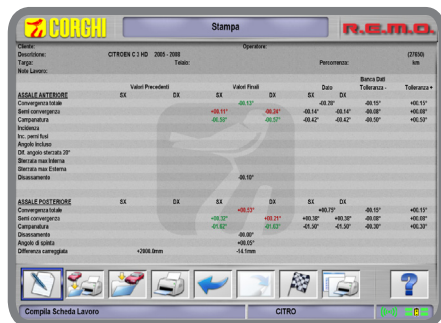 CORGHI
Stampa
R.E.M.O.
Cliente:
Operatore:
Descrizione: CITROEN C 3 HD 2005 - 2008 (27650)
Targa: Telaio: Percorrenza: km
Note Lavoro:
Banca Dati
Valori Precedenti Valori Finali Dato Tolleranza - Tolleranza +
ASSALE ANTERIORE SX DX SX DX SX DX
Convergenza totale -00.13° -00.28° -00.15° +00.15°
Semi convergenza +00.11° -00.24° -00.14° -00.14° -00.08° +00.08°
Campanatura -00.58° -00.57° -00.42° -00.42° -00.50° +00.50°
Incidenza
Inc. perni fusi
Angolo incluso
Diff. angolo sterzata 20°
Sterzata max Interna
Sterzata max Esterna
Disassamento -00.10°
ASSALE POSTERIORE SX DX SX DX SX DX
Convergenza totale +00.53° +00.75° -00.15° +00.15°
Semi convergenza +00.32° +00.21° +00.38° +00.38° -00.08° +00.08°
Campanatura -01.62° -01.63° -01.50° -01.50° -00.30° +00.30°
Disassamento -00.00°
Angolo di spinta +00.05°
Differenza carreggiata +2000.0mm -14.1mm
Compila Scheda Lavoro
CITRO